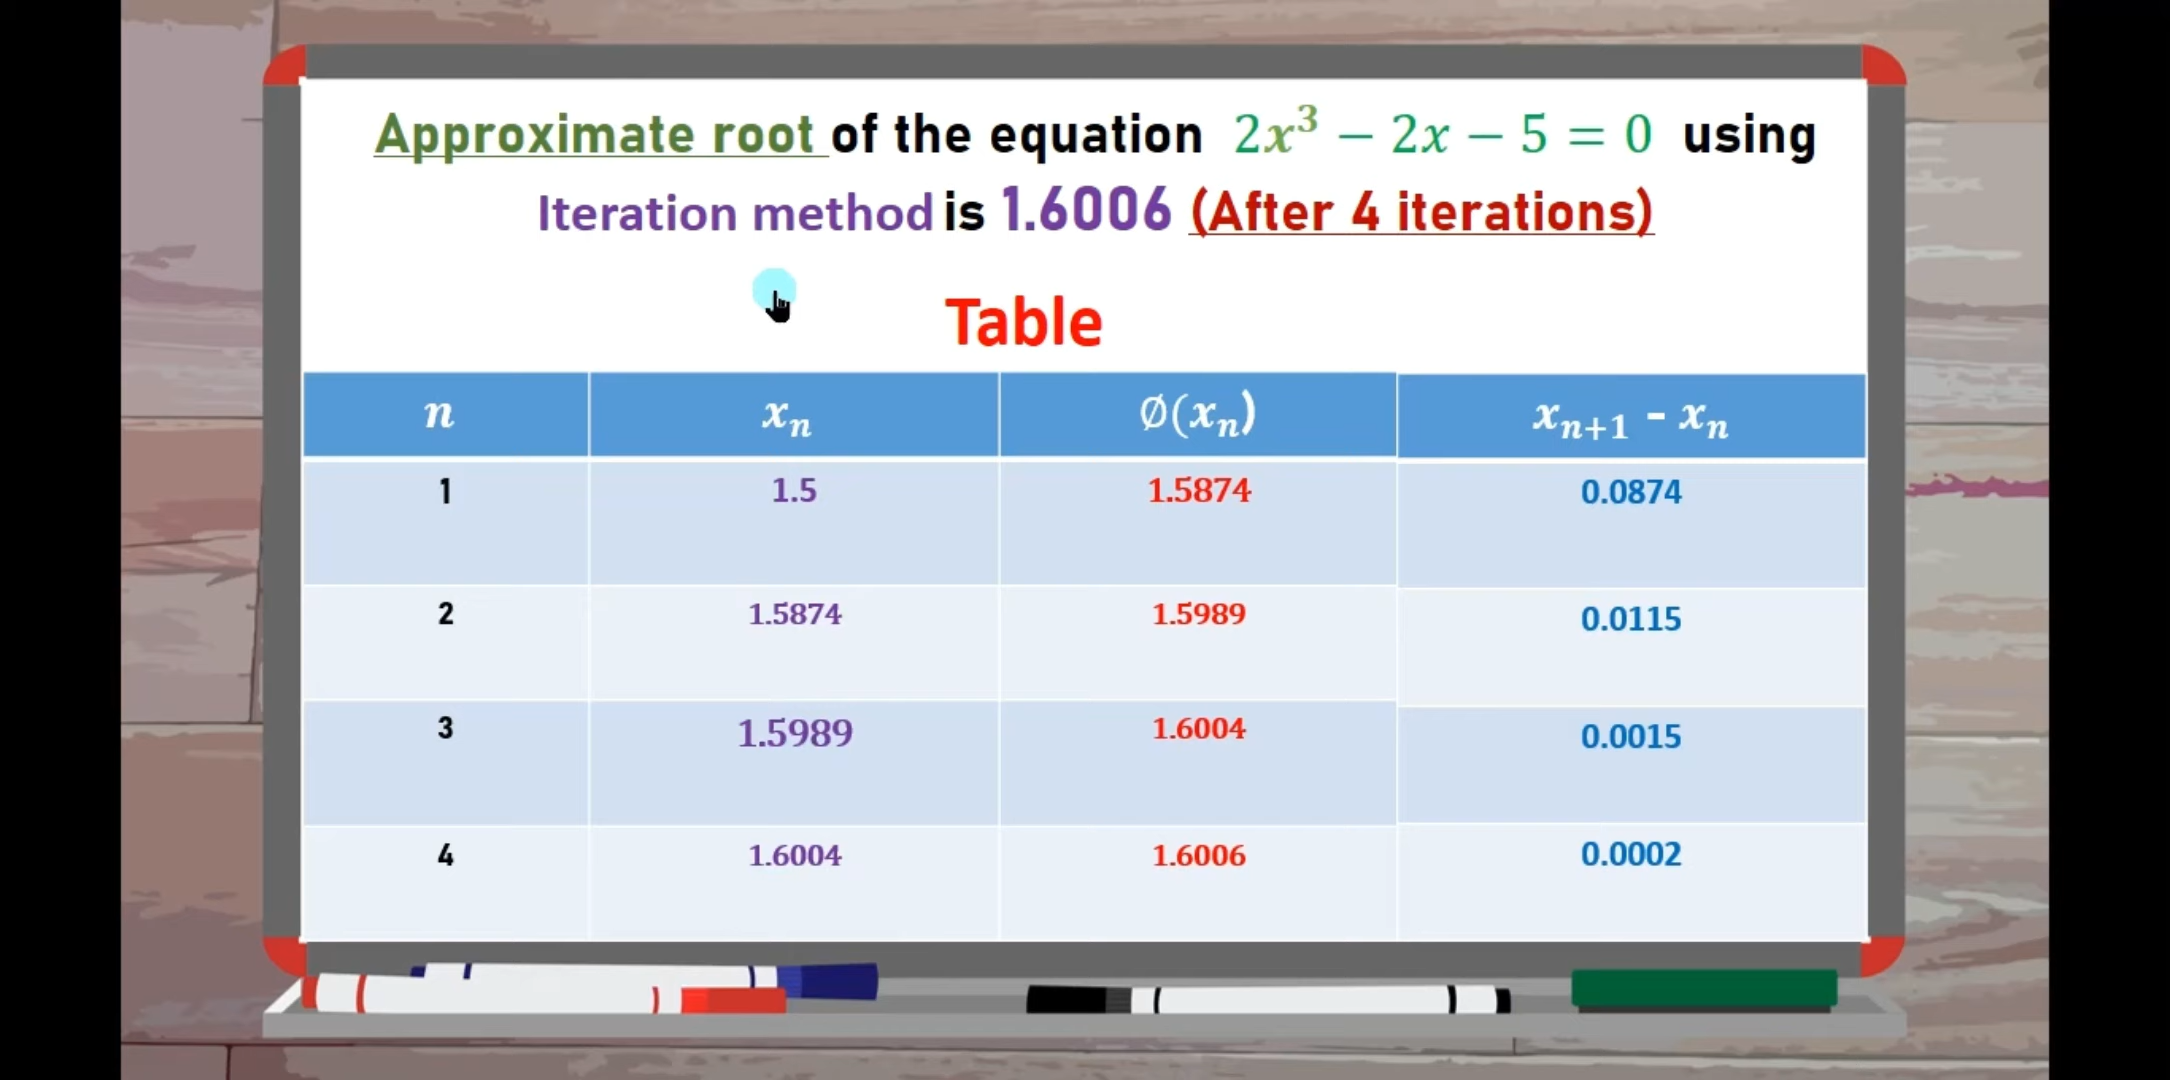 Approximate root of the equation 2x³ − 2x − 5 = 0 using
Iteration method is 1.6006 (After 4 iterations)
Table
n xₙ ∅(xₙ) xₙ₊₁ - xₙ
1 1.5 1.5874 0.0874
2 1.5874 1.5989 0.0115
3 1.5989 1.6004 0.0015
4 1.6004 1.6006 0.0002